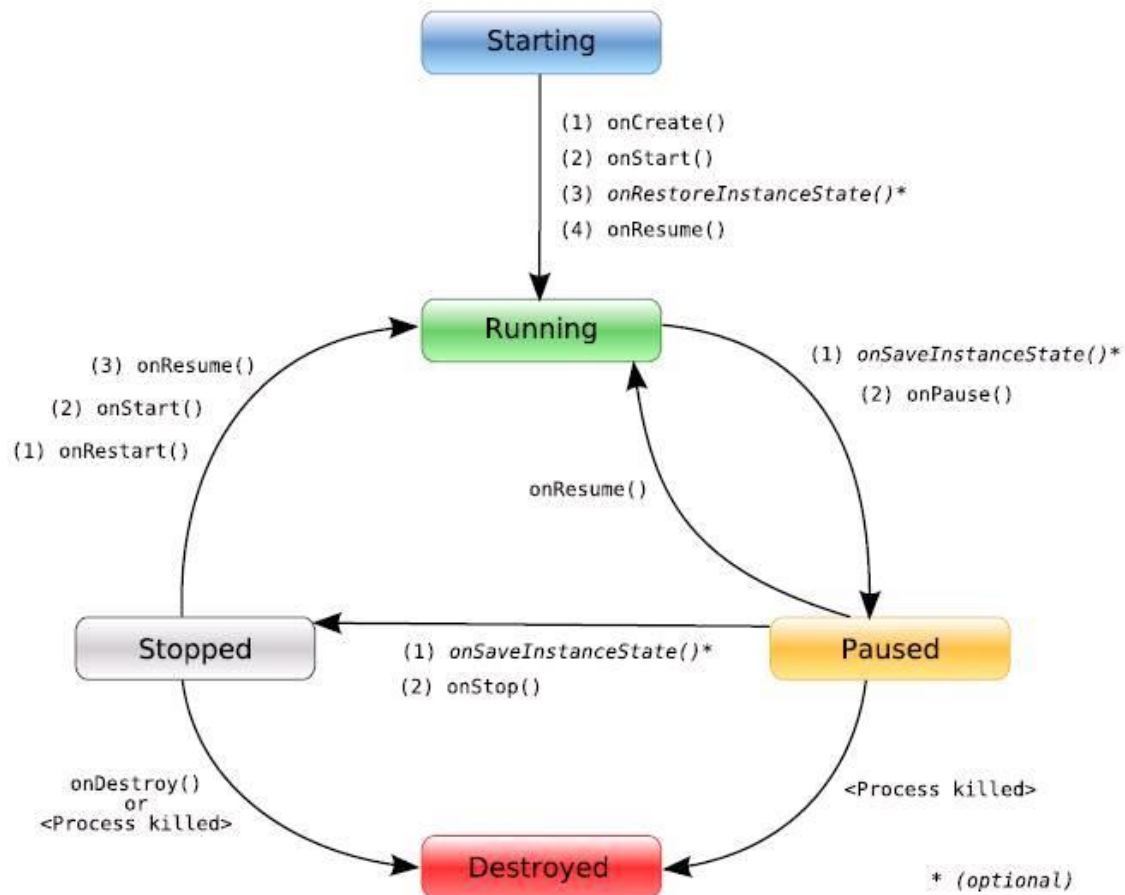 Starting
(1) onCreate()
(2) onStart()
(3) onRestoreInstanceState()*
(4) onResume()
Running
(3) onResume()
(2) onStart()
(1) onRestart()
(1) onSaveInstanceState()*
(2) onPause()
onResume()
Stopped
(1) onSaveInstanceState()*
(2) onStop()
Paused
onDestroy()
or
<Process killed>
<Process killed>
Destroyed
* (optional)